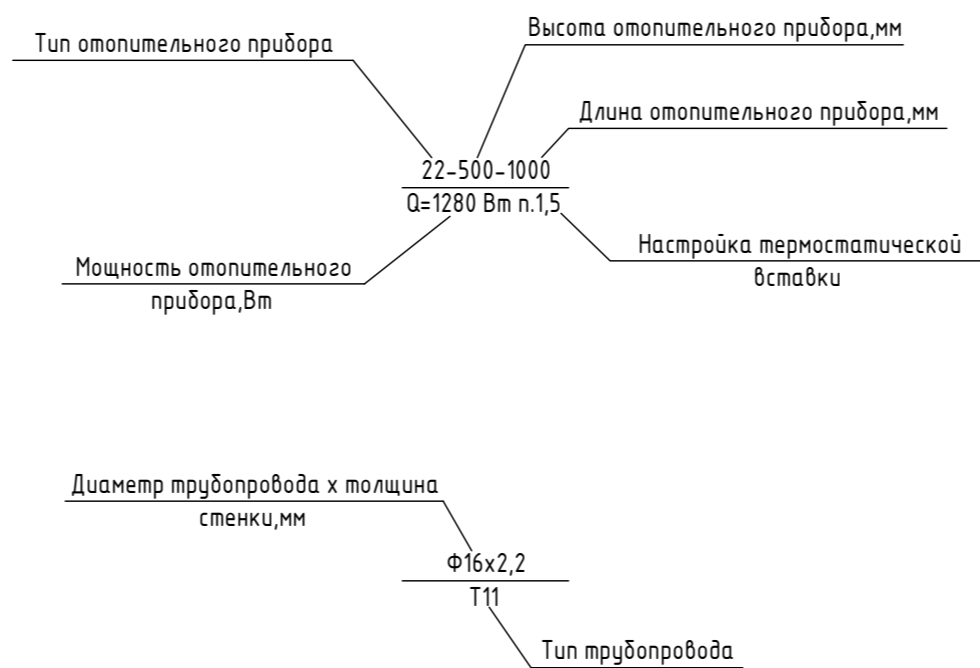 Тип отопительного прибора
Высота отопительного прибора,мм
Длина отопительного прибора,мм
22-500-1000
Q=1280 Вт п.1,5
Мощность отопительного
прибора,Вт
Настройка термостатической
вставки
Диаметр трубопровода х толщина
стенки,мм
Ф16х2,2
Т11
Тип трубопровода